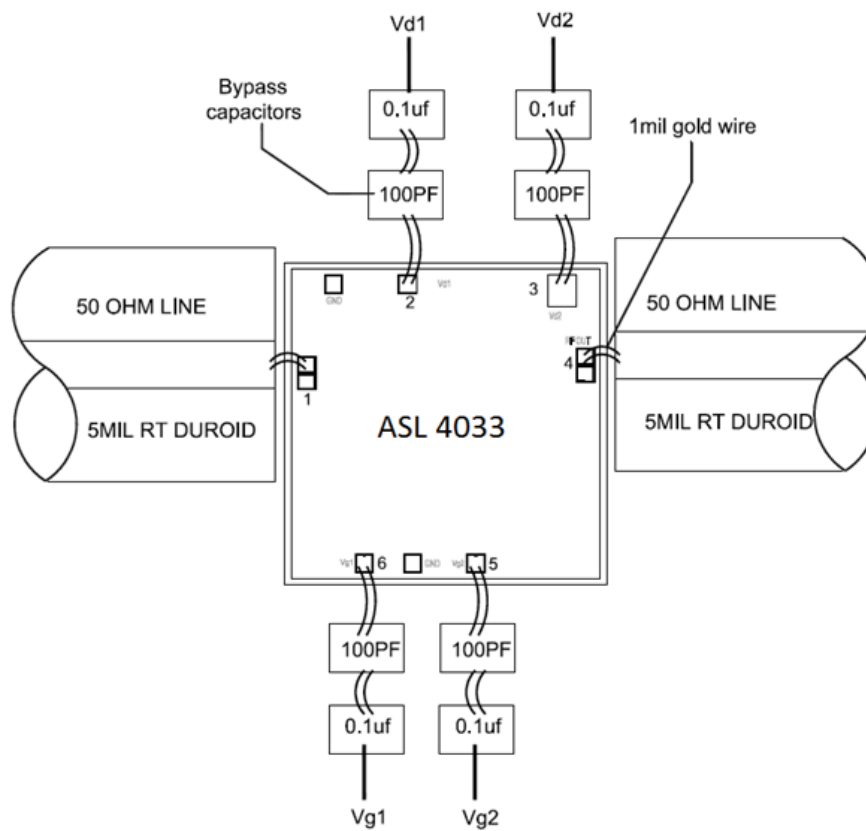 Vd1
Vd2
Bypass
capacitors
0.1uf
0.1uf
1mil gold wire
100PF
100PF
50 OHM LINE
5MIL RT DUROID
50 OHM LINE
5MIL RT DUROID
GND
2
Vd1
3
Vd2
4
1
ASL 4033
Vg1
6
GND
Vg2
5
100PF
100PF
0.1uf
0.1uf
Vg1
Vg2